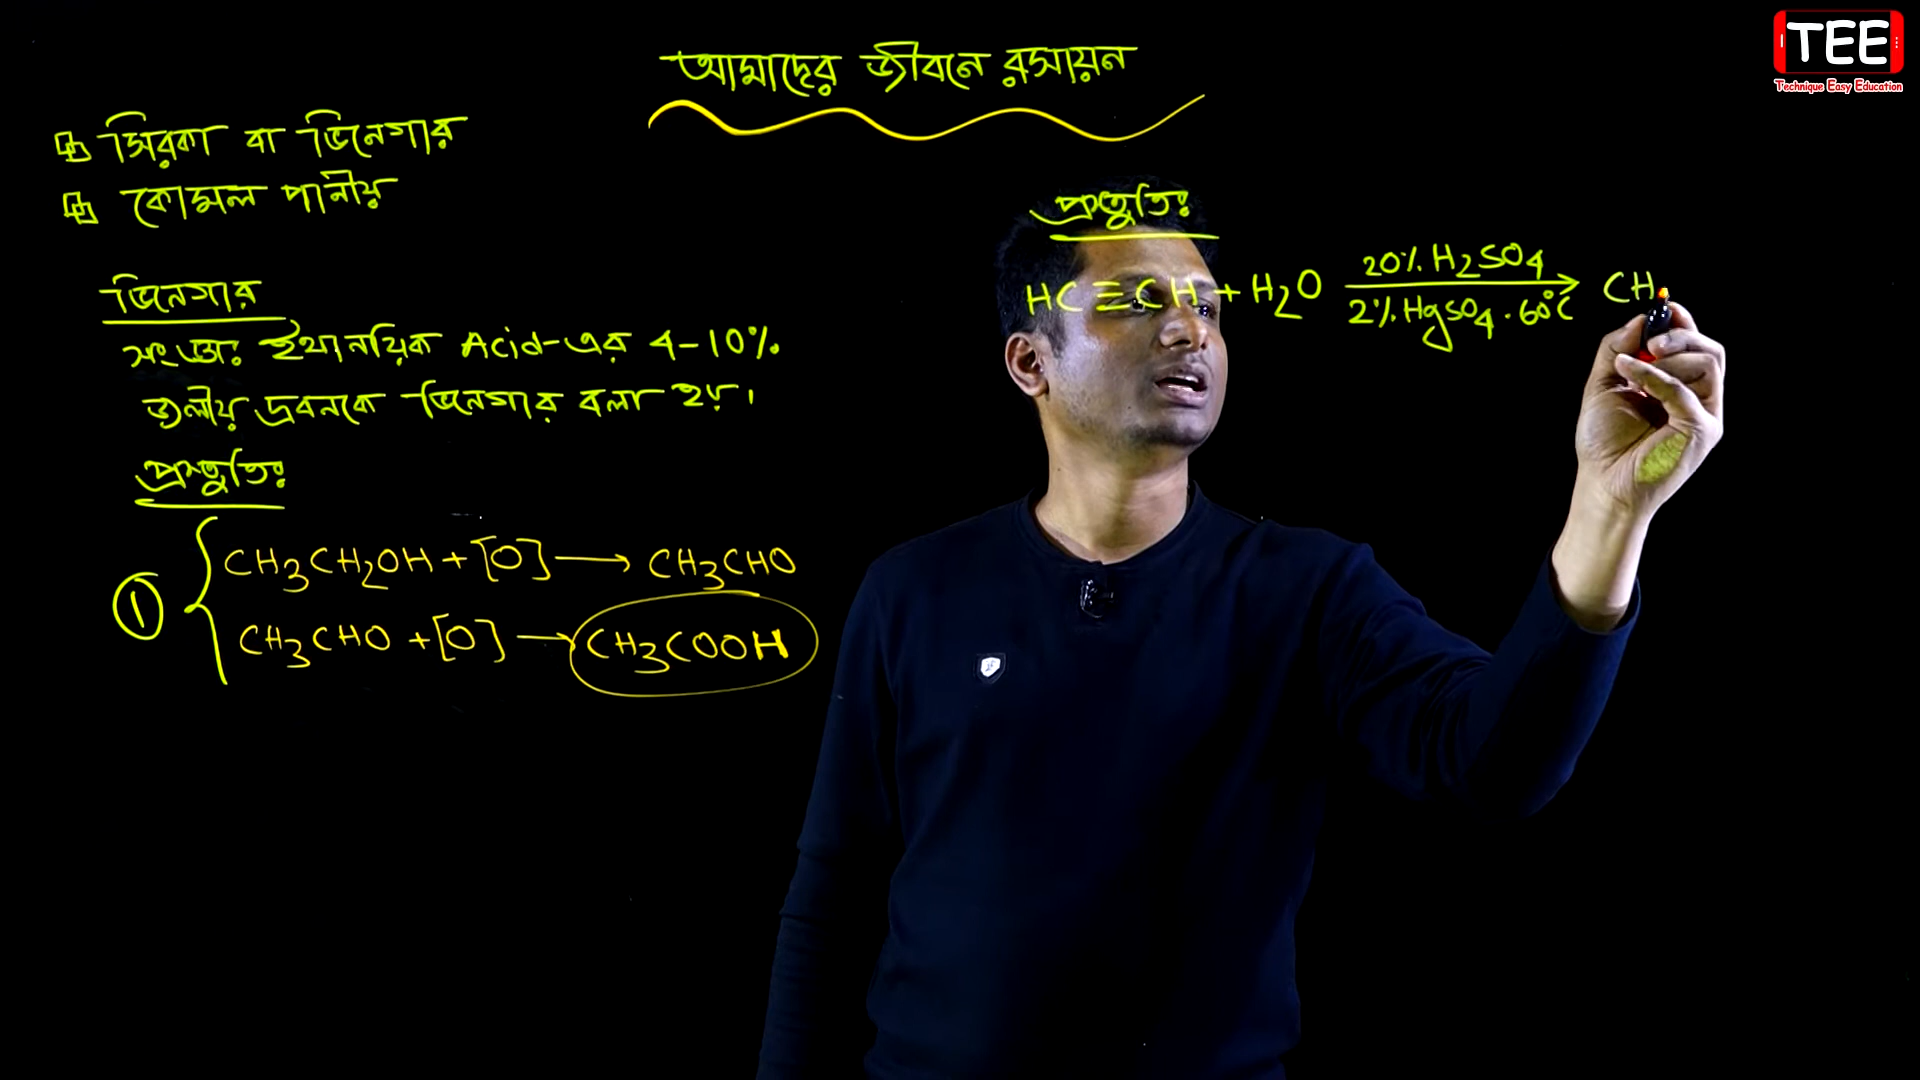 আমাদের জীবনে রসায়ন
সিরকা বা ভিনেগার
কোমল পানীয়
ভিনেগার
সংজ্ঞাঃ ইথানয়িক Acid-এর 4-10%
জলীয় দ্রবনকে ভিনেগার বলা হয়।
প্রস্তুতিঃ
① CH3CH2OH + [O] → CH3CHO
CH3CHO + [O] → CH3COOH
প্রস্তুতিঃ
20% H2SO4
HC≡CH + H2O → CH
2% HgSO4 · 60°C
TEE
Technique Easy Education